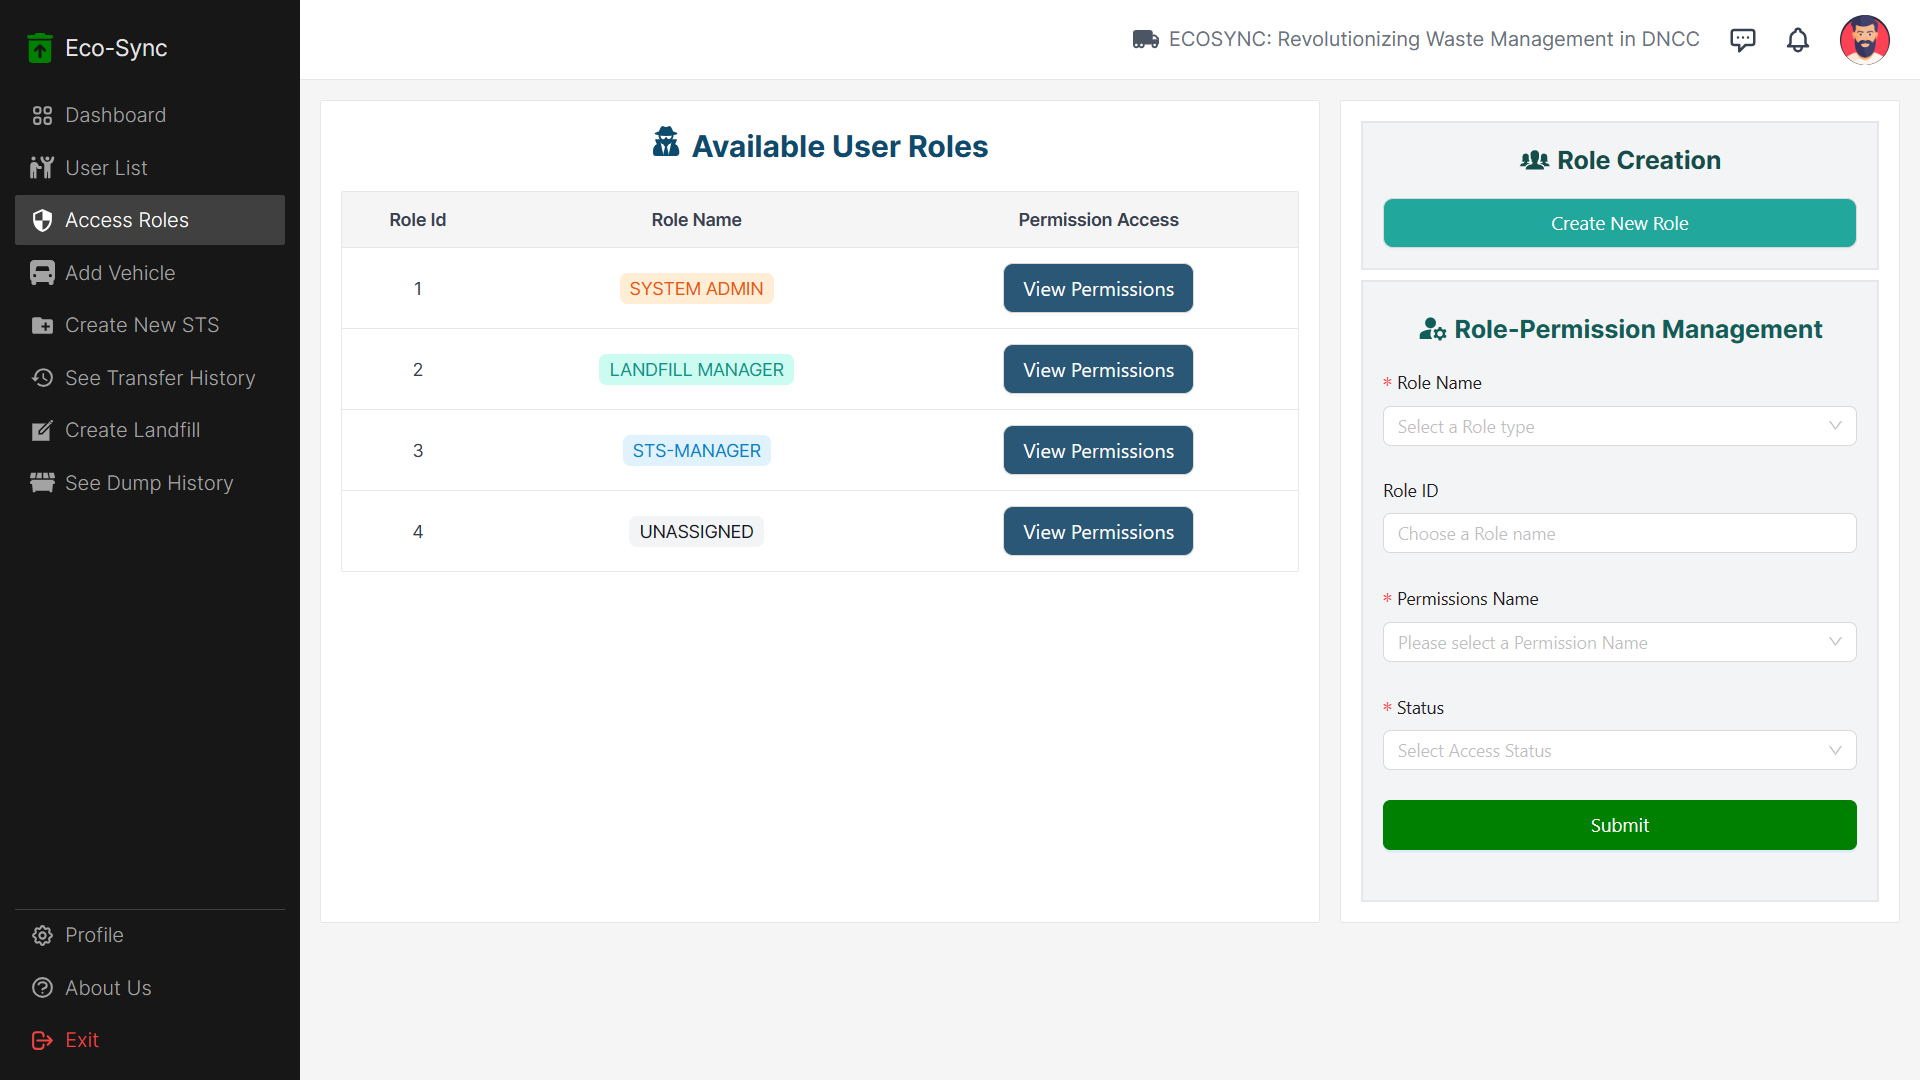 Eco-Sync
Dashboard
User List
Access Roles
Add Vehicle
Create New STS
See Transfer History
Create Landfill
See Dump History
Profile
About Us
Exit
ECOSYNC: Revolutionizing Waste Management in DNCC
Available User Roles
Role Id Role Name Permission Access
1 SYSTEM ADMIN View Permissions
2 LANDFILL MANAGER View Permissions
3 STS-MANAGER View Permissions
4 UNASSIGNED View Permissions
Role Creation
Create New Role
Role-Permission Management
* Role Name
Select a Role type
Role ID
Choose a Role name
* Permissions Name
Please select a Permission Name
* Status
Select Access Status
Submit